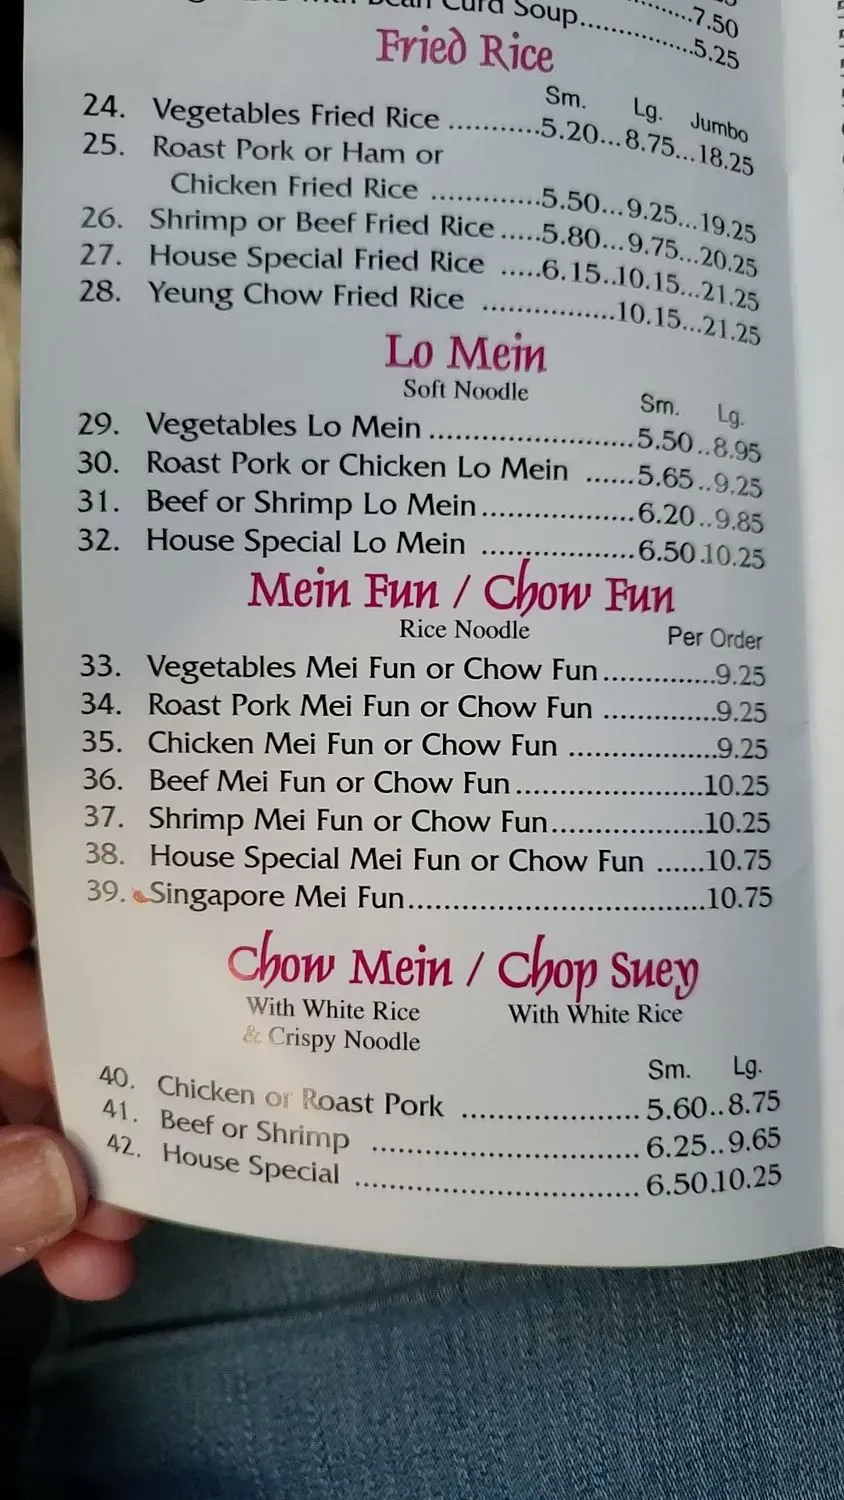 Curd Soup...............5.25
..........7.50
Fried Rice
Sm. Lg. Jumbo
24. Vegetables Fried Rice ...........5.20...8.75...18.25
25. Roast Pork or Ham or
Chicken Fried Rice .............5.50...9.25...19.25
26. Shrimp or Beef Fried Rice .....5.80...9.75...20.25
27. House Special Fried Rice .....6.15..10.15...21.25
28. Yeung Chow Fried Rice ................10.15...21.25
Lo Mein
Soft Noodle
Sm. Lg.
29. Vegetables Lo Mein ........................5.50..8.95
30. Roast Pork or Chicken Lo Mein ......5.65..9.25
31. Beef or Shrimp Lo Mein..................6.20..9.85
32. House Special Lo Mein ..................6.50.10.25
Mein Fun / Chow Fun
Rice Noodle
Per Order
33. Vegetables Mei Fun or Chow Fun..............9.25
34. Roast Pork Mei Fun or Chow Fun ..............9.25
35. Chicken Mei Fun or Chow Fun ..................9.25
36. Beef Mei Fun or Chow Fun.......................10.25
37. Shrimp Mei Fun or Chow Fun...................10.25
38. House Special Mei Fun or Chow Fun ......10.75
39. Singapore Mei Fun.....................................10.75
Chow Mein / Chop Suey
With White Rice With White Rice
& Crispy Noodle
Sm. Lg.
40. Chicken or Roast Pork ......................5.60..8.75
41. Beef or Shrimp .................................6.25..9.65
42. House Special ...................................6.50.10.25